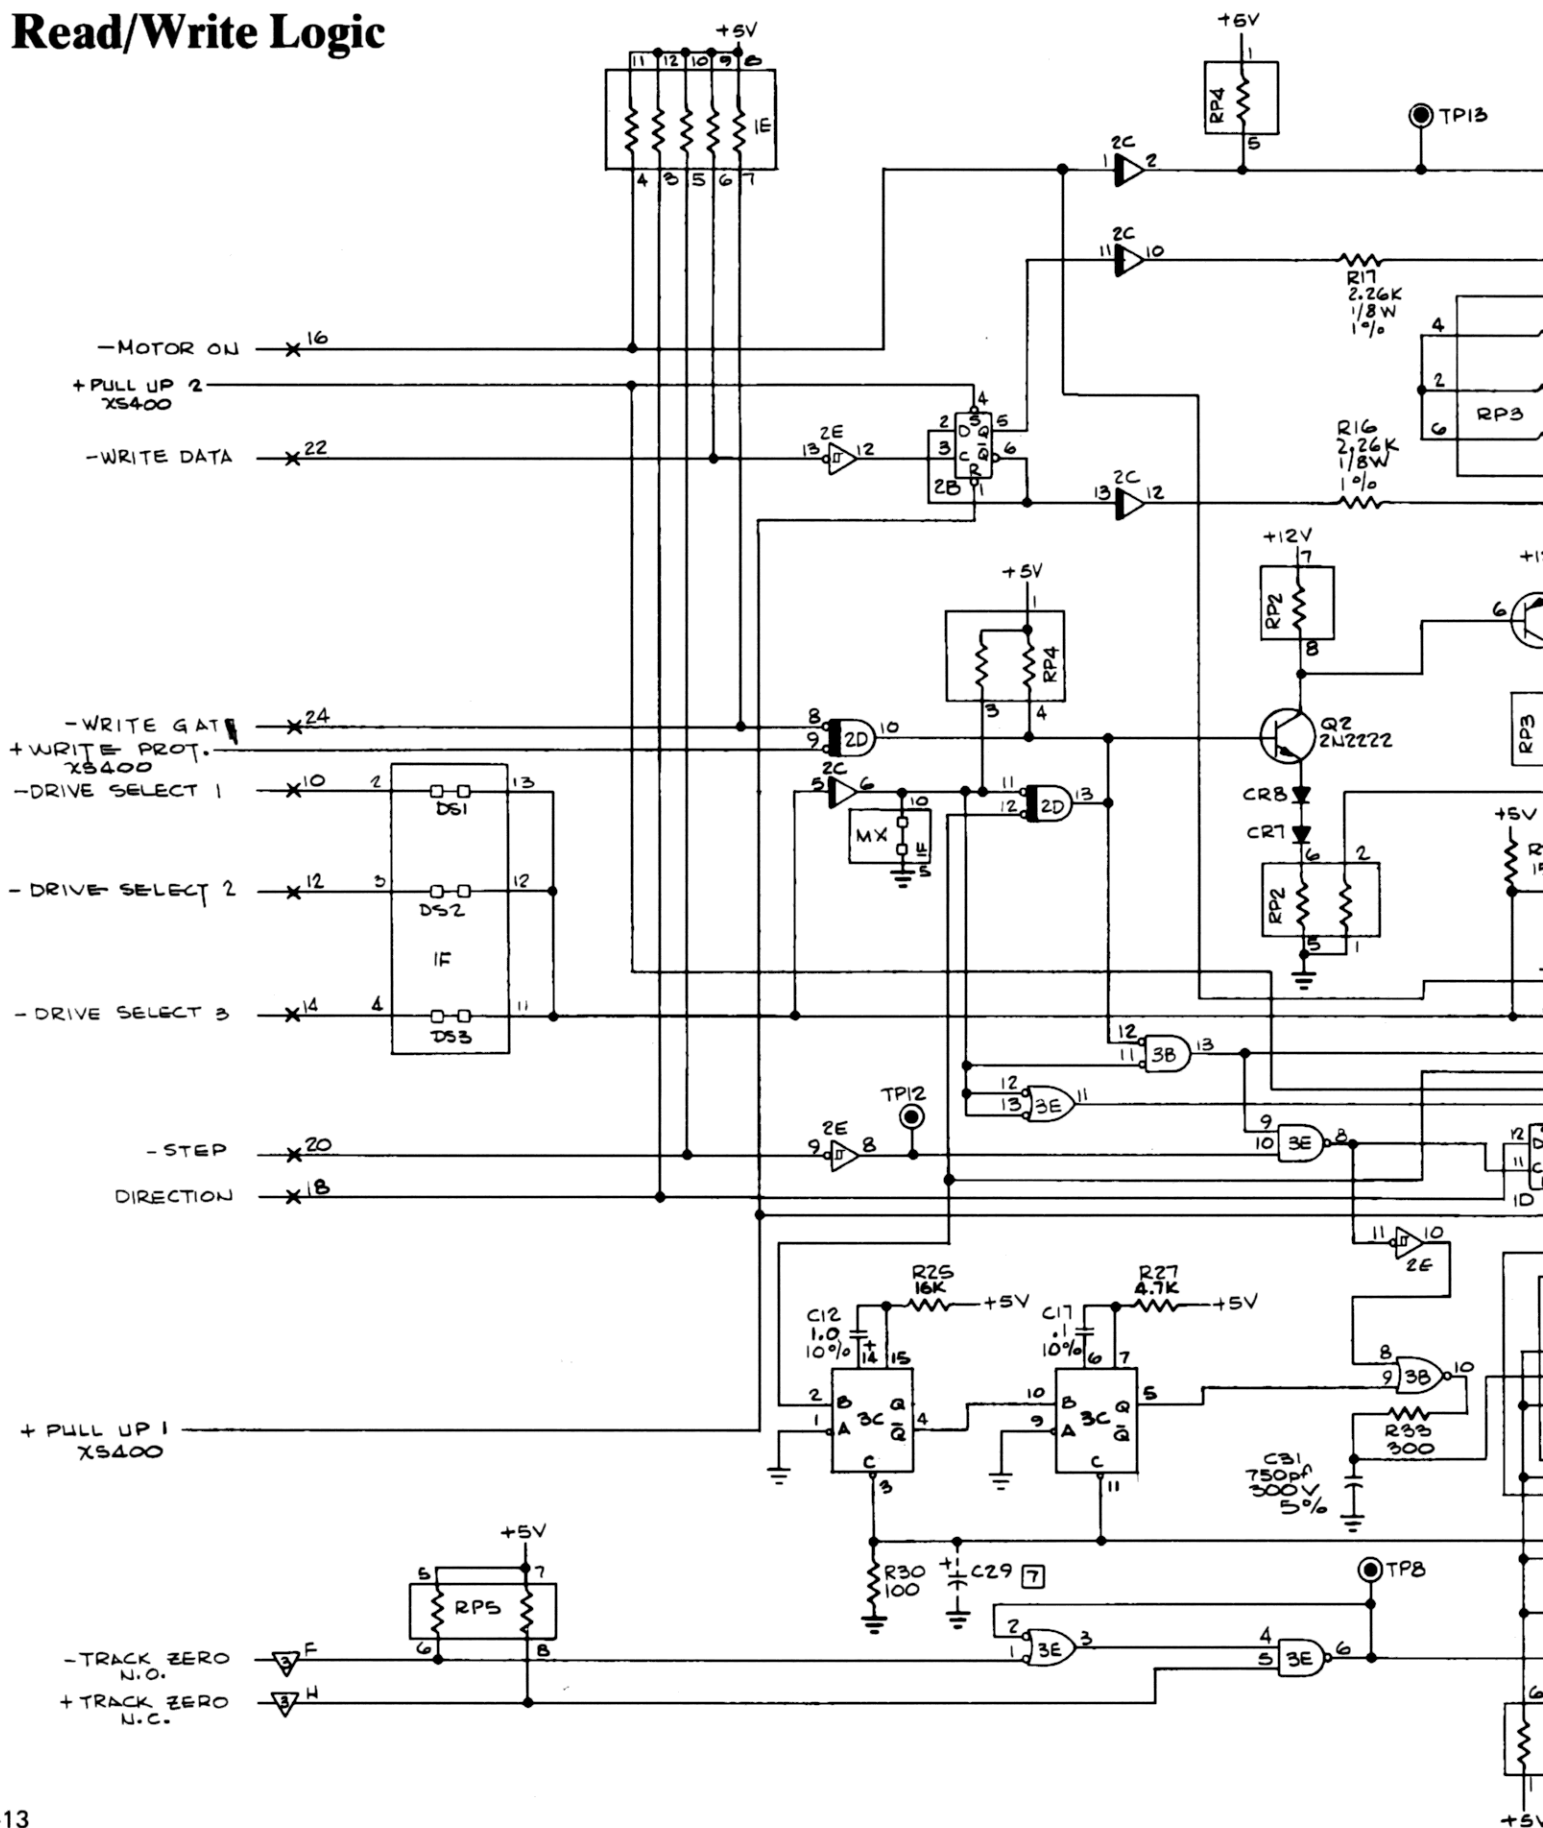 Read/Write Logic
+5V
11 12 10 9 8
1E
4 3 5 6 7
+5V
1
RP4
5
TP13
1 2C 2
11 2C 10
R17
2.26K
1/8W
1%
-MOTOR ON 16
+PULL UP 2
XS400
-WRITE DATA 22
13 2E 12
4
2 D S Q 5
3 C Q̄ 6
R
2B 1
13 2C 12
R16
2.26K
1/8W
1%
4
2
6
RP3
+12V
7
RP2
8
6
+5V
1
RP4
3 4
-WRITE GATE 24
+WRITE PROT.
XS400
8
9 2D 10
Q2
2N2222
RP3
-DRIVE SELECT 1 10 2 DS1 13
5 2C 6
10
MX
1F
5
11
12 2D 13
CR8
CR7
6 2
RP2
5 1
+5V
-DRIVE SELECT 2 12 3 DS2 12
1F
-DRIVE SELECT 3 14 4 DS3 11
12
11 3B 13
12
13 3E 11
TP12
-STEP 20
9 2E 8
9
10 3E 8
12 D
11 C
1D
DIRECTION 18
11 10
2E
R25
16K
+5V
C12
1.0
10%
+
14 15
R27
4.7K
+5V
C17
.1
10%
6 7
2 B Q
1 A 3C Q̄ 4
C
3
10 B Q 5
9 A 3C Q̄
C
11
8
9 3B 10
R33
300
C31
750pf
300V
5%
+ PULL UP 1
XS400
R30
100
+ C29 7
+5V
5 7
RP5
6 8
TP8
-TRACK ZERO 3 F
N.O.
+TRACK ZERO 3 H
N.C.
2
1 3E 3
4
5 3E 6
6
1
+5V
-13